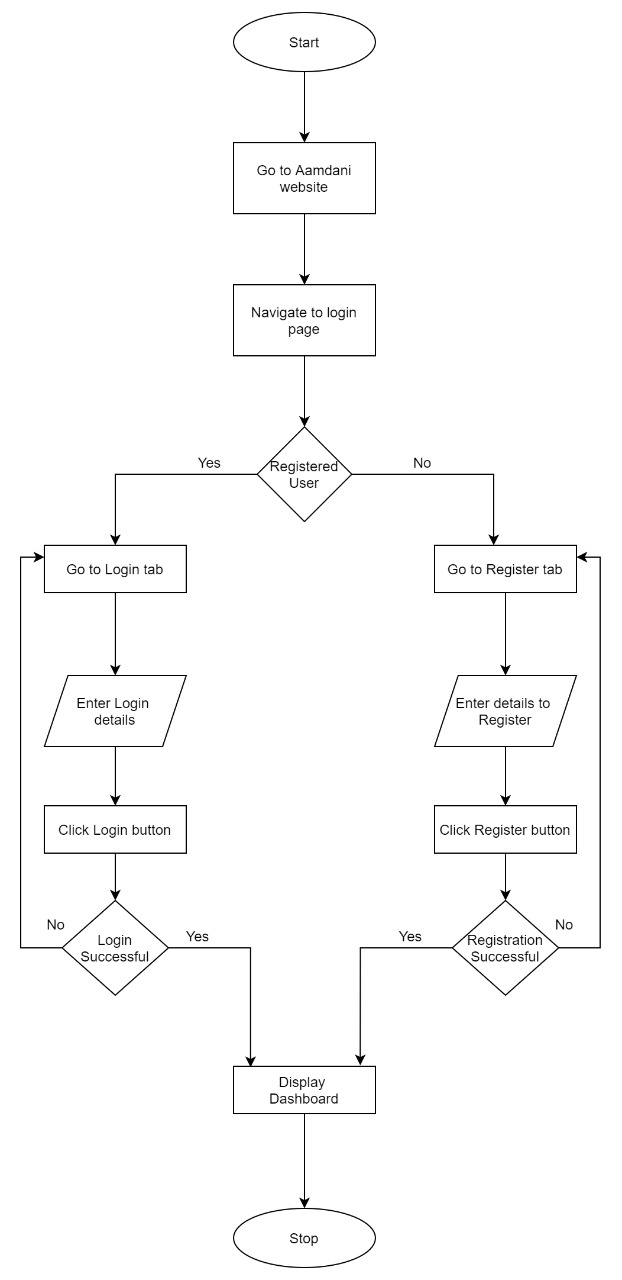 Start
Go to Aamdani
website
Navigate to login
page
Registered
User
Yes
No
Go to Login tab
Go to Register tab
Enter Login
details
Enter details to
Register
Click Login button
Click Register button
No
Login
Successful
Yes
Yes
Registration
Successful
No
Display
Dashboard
Stop